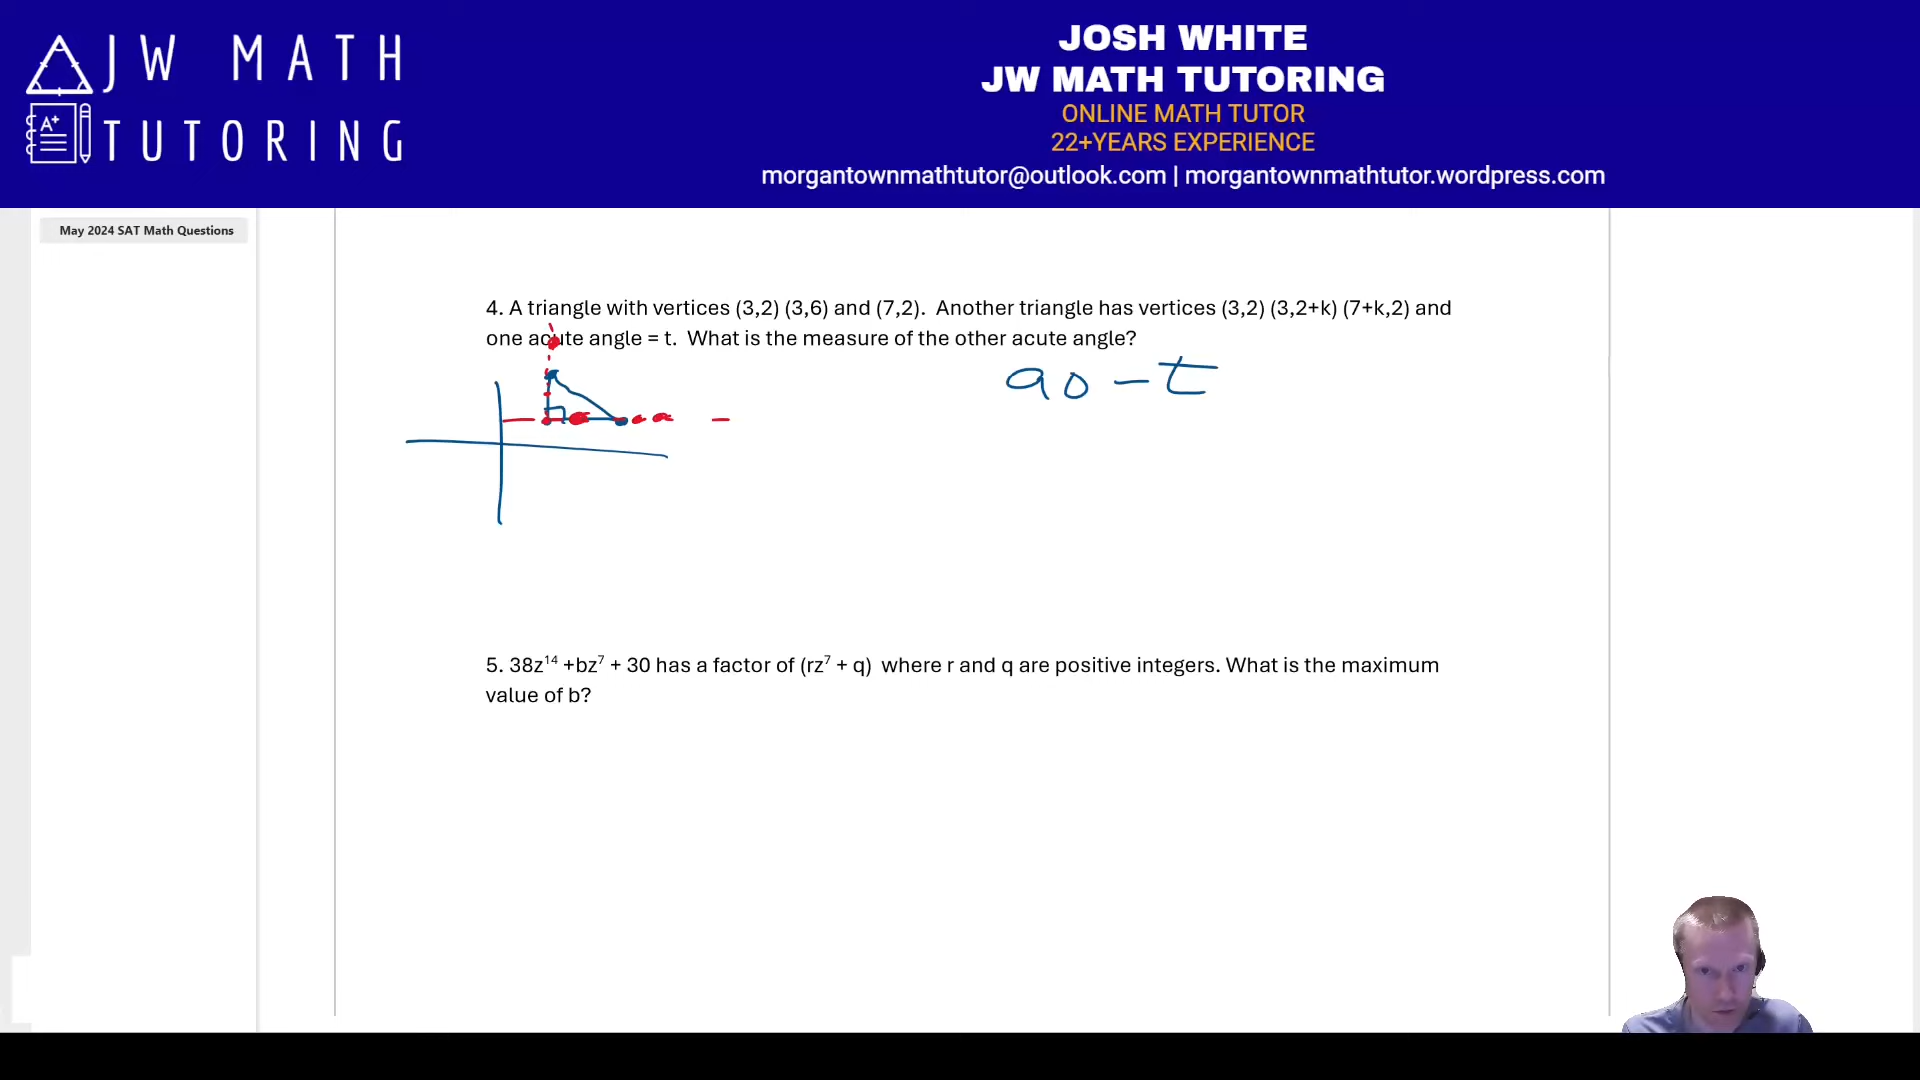 JW MATH
A+
TUTORING
JOSH WHITE
JW MATH TUTORING
ONLINE MATH TUTOR
22+YEARS EXPERIENCE
morgantownmathtutor@outlook.com | morgantownmathtutor.wordpress.com
May 2024 SAT Math Questions
4. A triangle with vertices (3,2) (3,6) and (7,2).  Another triangle has vertices (3,2) (3,2+k) (7+k,2) and
one acute angle = t.  What is the measure of the other acute angle?
90 – t
5. 38z¹⁴ +bz⁷ + 30 has a factor of (rz⁷ + q)  where r and q are positive integers. What is the maximum
value of b?